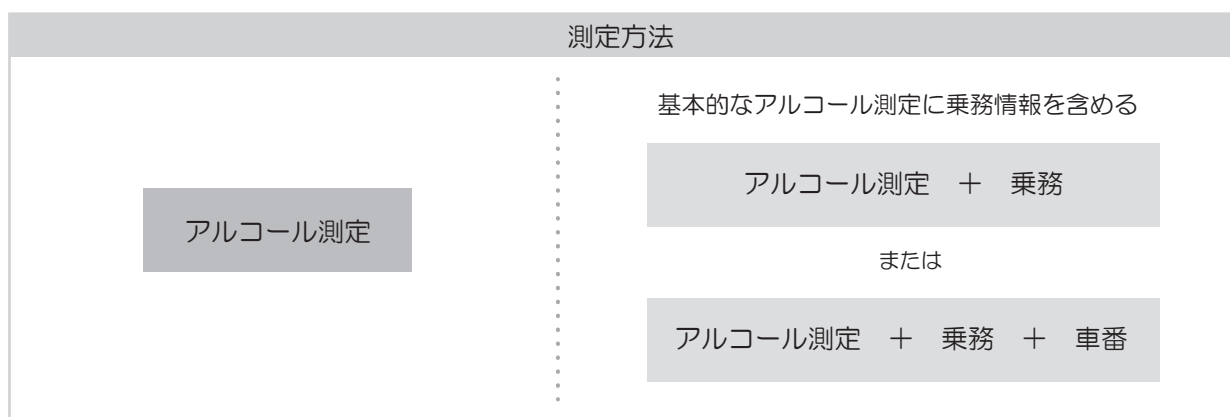 測定方法
アルコール測定
基本的なアルコール測定に乗務情報を含める
アルコール測定　＋　乗務
または
アルコール測定　＋　乗務　＋　車番